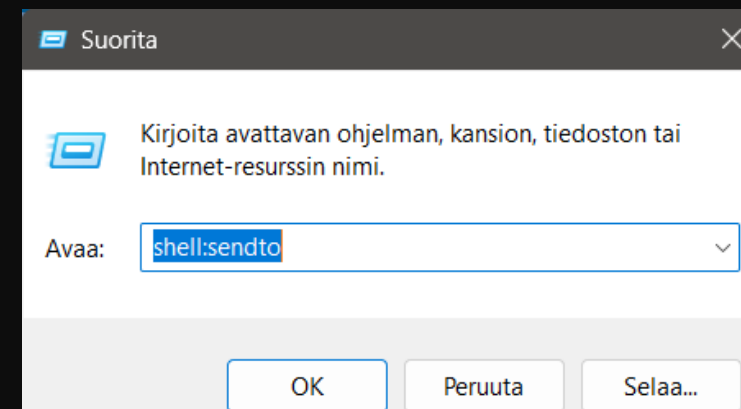 Suorita
Kirjoita avattavan ohjelman, kansion, tiedoston tai
Internet-resurssin nimi.
Avaa: shell:sendto
OK Peruuta Selaa...